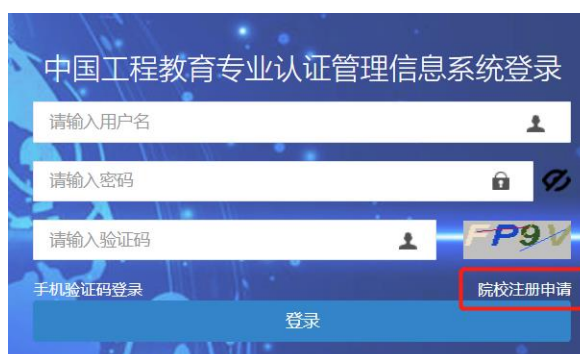 中国工程教育专业认证管理信息系统登录
请输入用户名
请输入密码
请输入验证码
FP9V
手机验证码登录 院校注册申请
登录